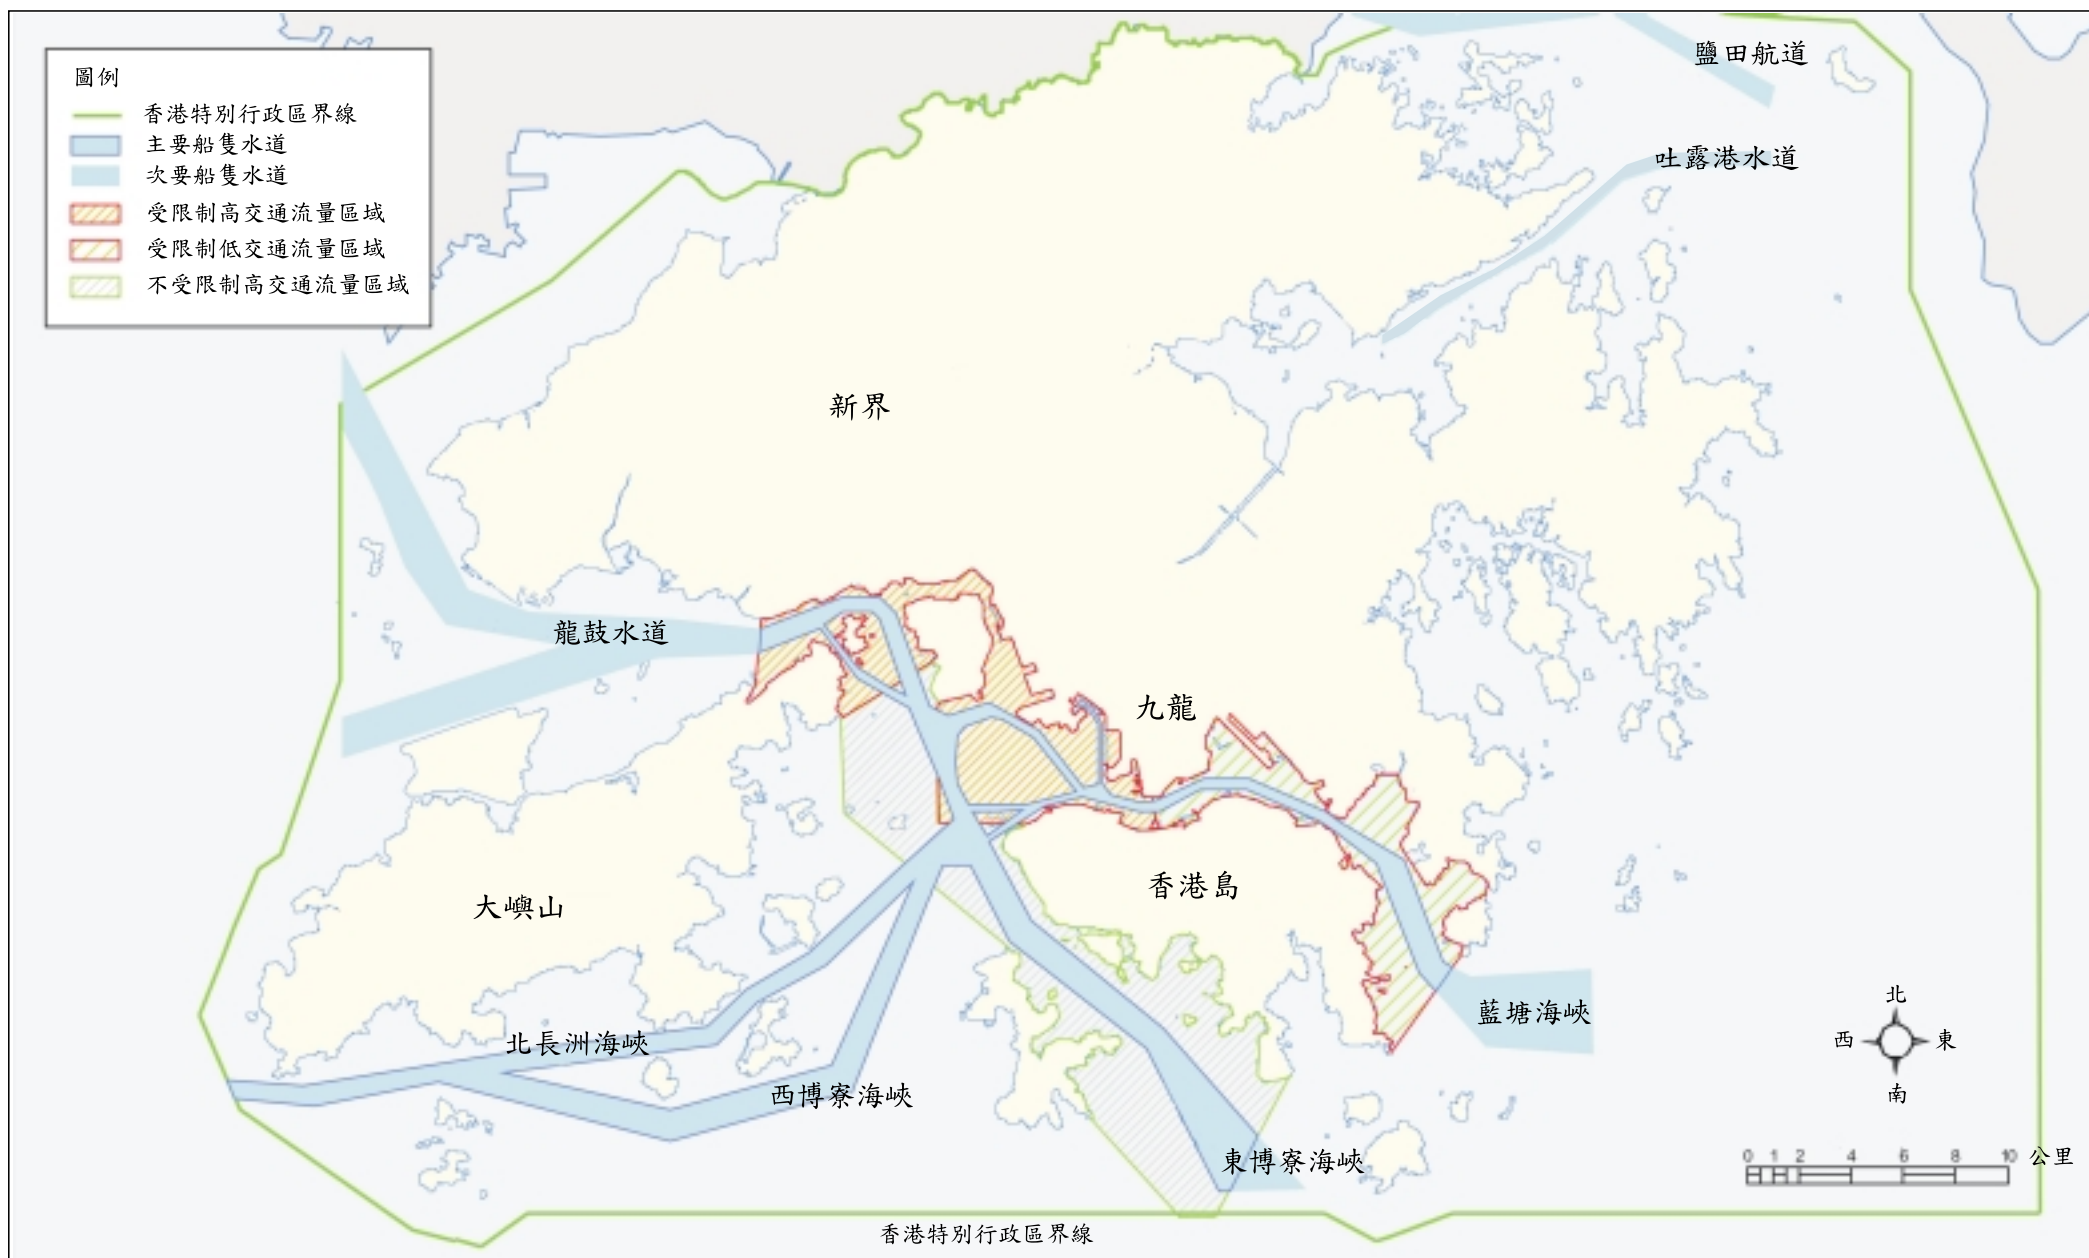 圖例
香港特別行政區界線
主要船隻水道
次要船隻水道
受限制高交通流量區域
受限制低交通流量區域
不受限制高交通流量區域
鹽田航道
吐露港水道
新界
龍鼓水道
九龍
香港島
大嶼山
北長洲海峽
西博寮海峽
藍塘海峽
東博寮海峽
北
西 東
南
0 1 2 4 6 8 10 公里
香港特別行政區界線